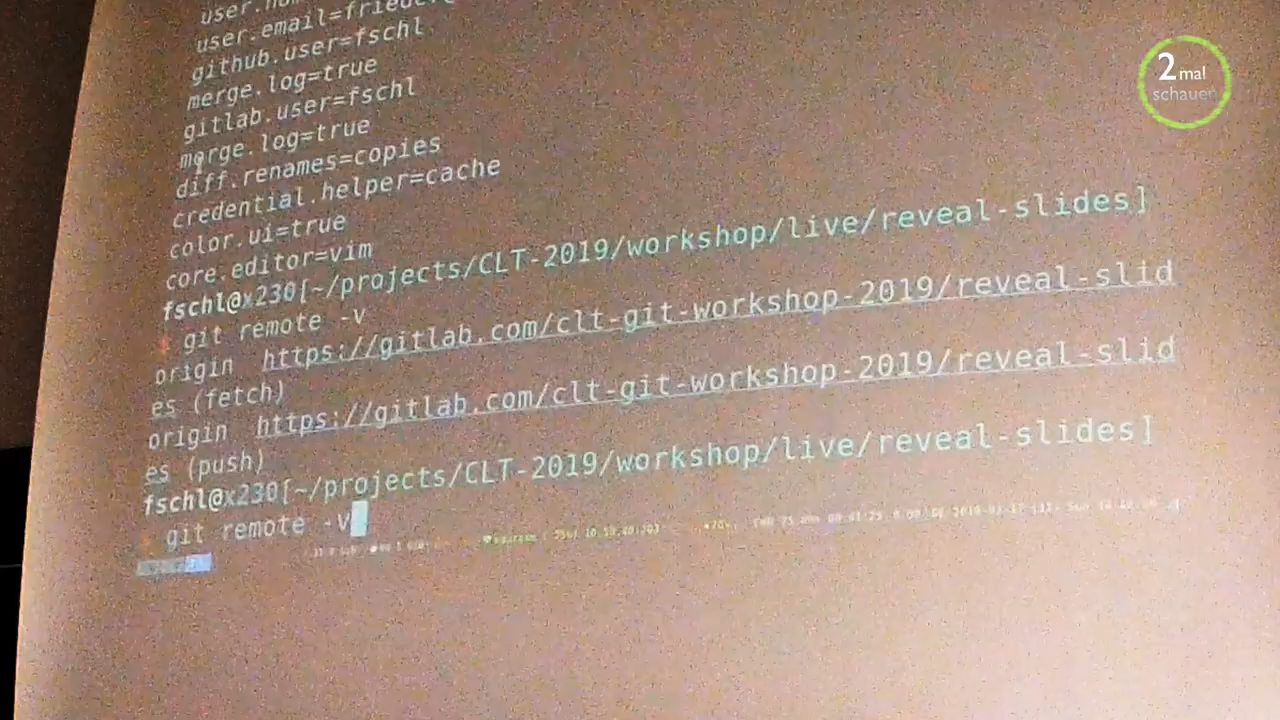 user.email=friede
github.user=fschl
merge.log=true
gitlab.user=fschl
merge.log=true
diff.renames=copies
credential.helper=cache
color.ui=true
core.editor=vim
fschl@x230[~/projects/CLT-2019/workshop/live/reveal-slides]
git remote -v
origin https://gitlab.com/clt-git-workshop-2019/reveal-slid
es (fetch)
origin https://gitlab.com/clt-git-workshop-2019/reveal-slid
es (push)
fschl@x230[~/projects/CLT-2019/workshop/live/reveal-slides]
git remote -v
2mal
schauen